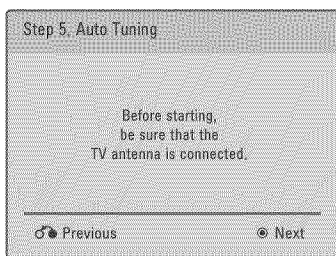 Step 5. Auto Tuning
Before starting,
be sure that the
TV antenna is connected.
Previous
Next